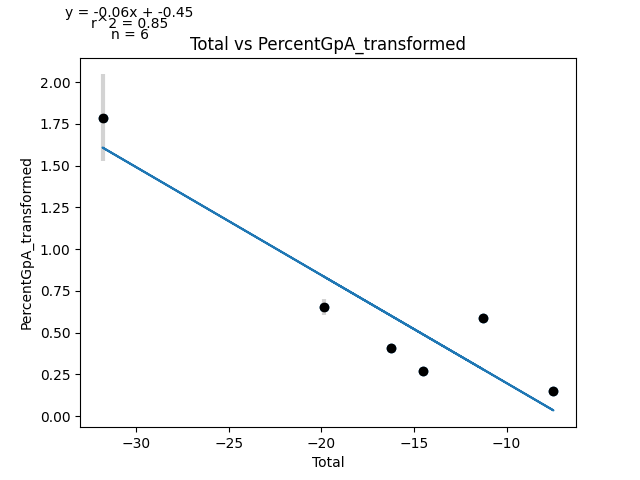 y = -0.06x + -0.45
r^2 = 0.85
n = 6
Total vs PercentGpA_transformed
PercentGpA_transformed
2.00
1.75
1.50
1.25
1.00
0.75
0.50
0.25
0.00
−30 −25 −20 −15 −10
Total